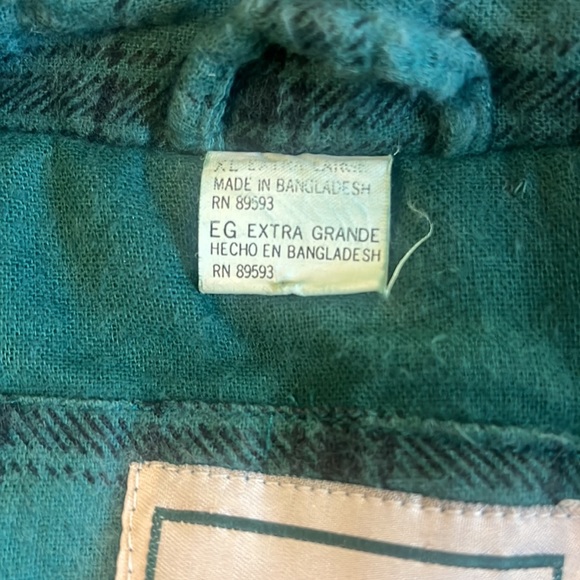 XL EXTRA LARGE
MADE IN BANGLADESH
RN 89593
EG EXTRA GRANDE
HECHO EN BANGLADESH
RN 89593